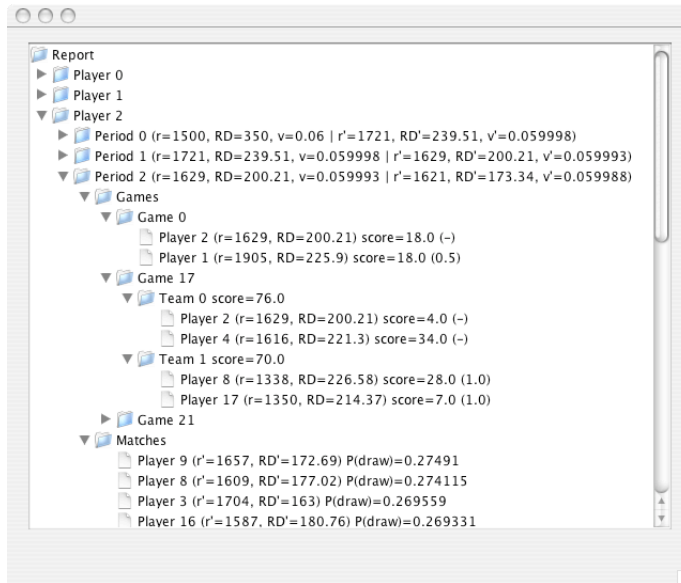 Report
Player 0
Player 1
Player 2
Period 0 (r=1500, RD=350, v=0.06 | r'=1721, RD'=239.51, v'=0.059998)
Period 1 (r=1721, RD=239.51, v=0.059998 | r'=1629, RD'=200.21, v'=0.059993)
Period 2 (r=1629, RD=200.21, v=0.059993 | r'=1621, RD'=173.34, v'=0.059988)
Games
Game 0
Player 2 (r=1629, RD=200.21) score=18.0 (-)
Player 1 (r=1905, RD=225.9) score=18.0 (0.5)
Game 17
Team 0 score=76.0
Player 2 (r=1629, RD=200.21) score=4.0 (-)
Player 4 (r=1616, RD=221.3) score=34.0 (-)
Team 1 score=70.0
Player 8 (r=1338, RD=226.58) score=28.0 (1.0)
Player 17 (r=1350, RD=214.37) score=7.0 (1.0)
Game 21
Matches
Player 9 (r'=1657, RD'=172.69) P(draw)=0.27491
Player 8 (r'=1609, RD'=177.02) P(draw)=0.274115
Player 3 (r'=1704, RD'=163) P(draw)=0.269559
Player 16 (r'=1587, RD'=180.76) P(draw)=0.269331